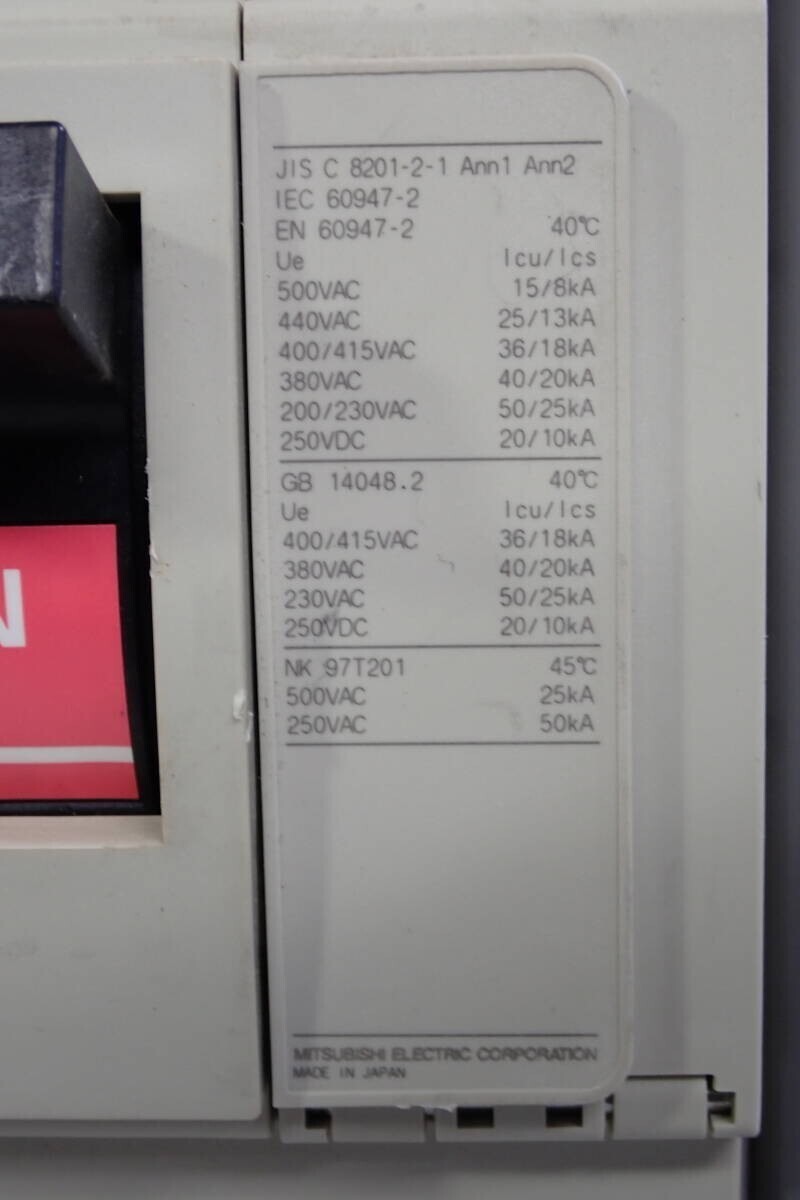 JIS C 8201-2-1 Ann1 Ann2
IEC 60947-2
EN 60947-2 40℃
Ue Icu/Ics
500VAC 15/8kA
440VAC 25/13kA
400/415VAC 36/18kA
380VAC 40/20kA
200/230VAC 50/25kA
250VDC 20/10kA
GB 14048.2 40℃
Ue Icu/Ics
400/415VAC 36/18kA
380VAC 40/20kA
230VAC 50/25kA
250VDC 20/10kA
NK 97T201 45℃
500VAC 25kA
250VAC 50kA
N
MITSUBISHI ELECTRIC CORPORATION
MADE IN JAPAN